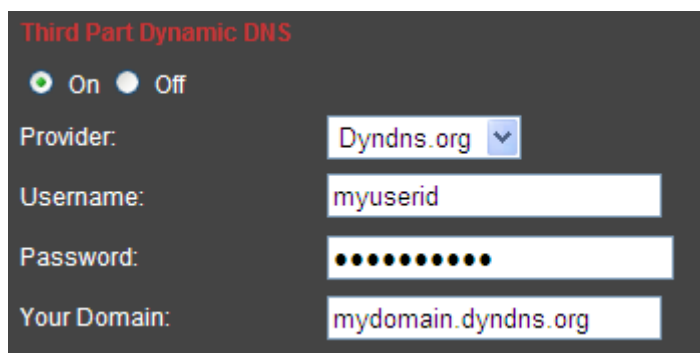 Third Part Dynamic DNS
On Off
Provider: Dyndns.org
Username: myuserid
Password: ●●●●●●●●●●
Your Domain: mydomain.dyndns.org